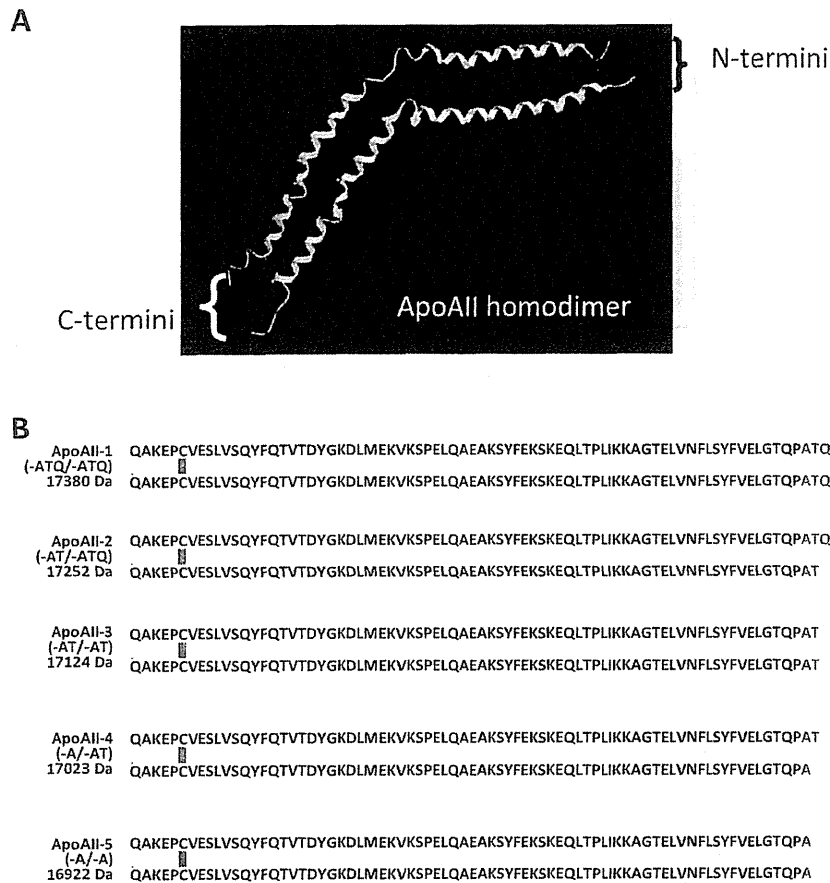 A
N-termini
C-termini
ApoAII homodimer
B
ApoAII-1
(-ATQ/-ATQ)
17380 Da
QAKEPCVESLVSQYFQTVTDYGKDLMEKVKSPELQAEAKSYFEKSKEQLTPLIKKAGTELVNFLSYFVELGTQPATQ
QAKEPCVESLVSQYFQTVTDYGKDLMEKVKSPELQAEAKSYFEKSKEQLTPLIKKAGTELVNFLSYFVELGTQPATQ
ApoAII-2
(-AT/-ATQ)
17252 Da
QAKEPCVESLVSQYFQTVTDYGKDLMEKVKSPELQAEAKSYFEKSKEQLTPLIKKAGTELVNFLSYFVELGTQPATQ
QAKEPCVESLVSQYFQTVTDYGKDLMEKVKSPELQAEAKSYFEKSKEQLTPLIKKAGTELVNFLSYFVELGTQPAT
ApoAII-3
(-AT/-AT)
17124 Da
QAKEPCVESLVSQYFQTVTDYGKDLMEKVKSPELQAEAKSYFEKSKEQLTPLIKKAGTELVNFLSYFVELGTQPAT
QAKEPCVESLVSQYFQTVTDYGKDLMEKVKSPELQAEAKSYFEKSKEQLTPLIKKAGTELVNFLSYFVELGTQPAT
ApoAII-4
(-A/-AT)
17023 Da
QAKEPCVESLVSQYFQTVTDYGKDLMEKVKSPELQAEAKSYFEKSKEQLTPLIKKAGTELVNFLSYFVELGTQPAT
QAKEPCVESLVSQYFQTVTDYGKDLMEKVKSPELQAEAKSYFEKSKEQLTPLIKKAGTELVNFLSYFVELGTQPA
ApoAII-5
(-A/-A)
16922 Da
QAKEPCVESLVSQYFQTVTDYGKDLMEKVKSPELQAEAKSYFEKSKEQLTPLIKKAGTELVNFLSYFVELGTQPA
QAKEPCVESLVSQYFQTVTDYGKDLMEKVKSPELQAEAKSYFEKSKEQLTPLIKKAGTELVNFLSYFVELGTQPA